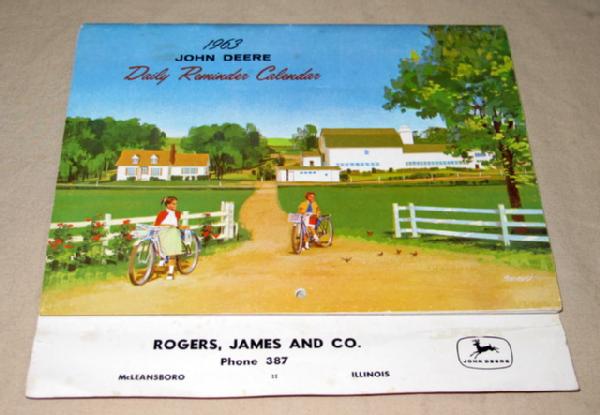 1963
JOHN DEERE
Daily Reminder Calendar
ROGERS, JAMES AND CO.
Phone 387
McLEANSBORO :: ILLINOIS
JOHN DEERE